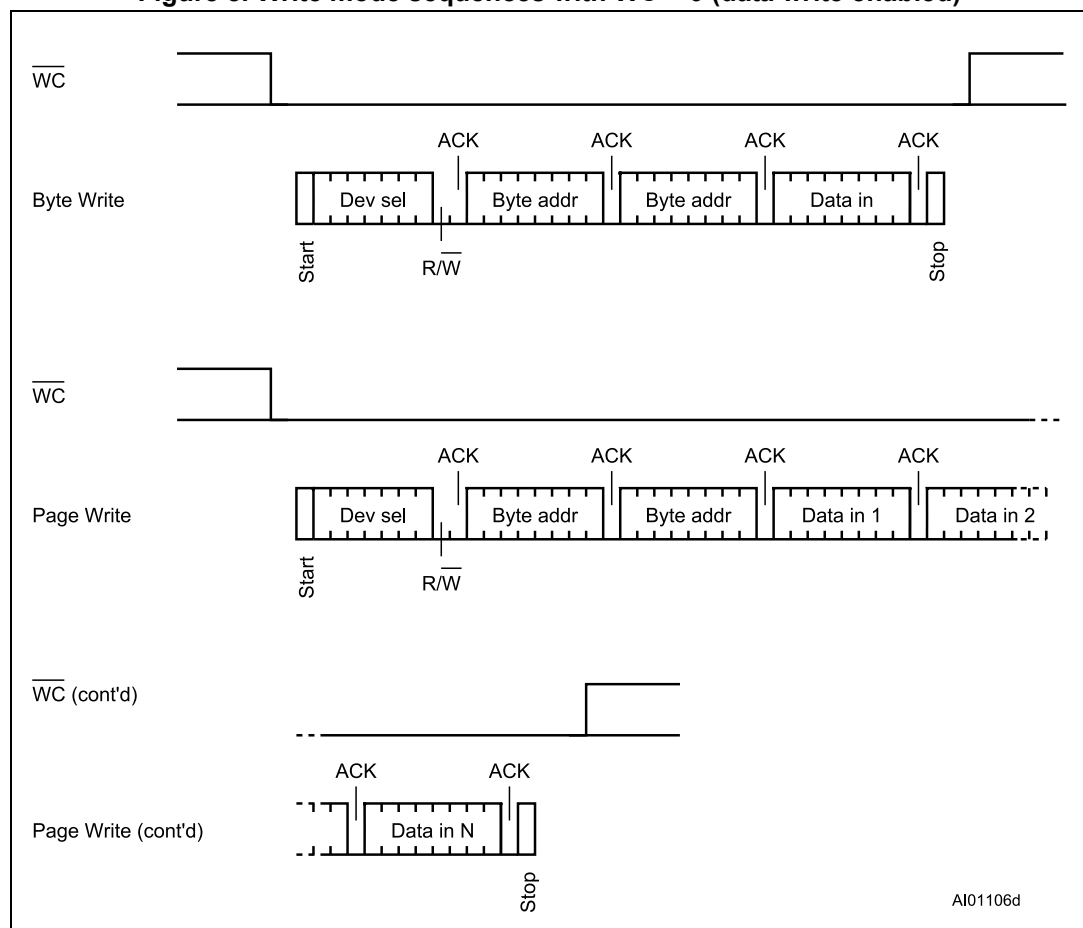 WC
ACK ACK ACK ACK
Byte Write
Dev sel Byte addr Byte addr Data in
Start
R/W
Stop
WC
ACK ACK ACK ACK
Page Write
Dev sel Byte addr Byte addr Data in 1 Data in 2
Start
R/W
WC (cont'd)
ACK ACK
Page Write (cont'd)
Data in N
Stop
AI01106d